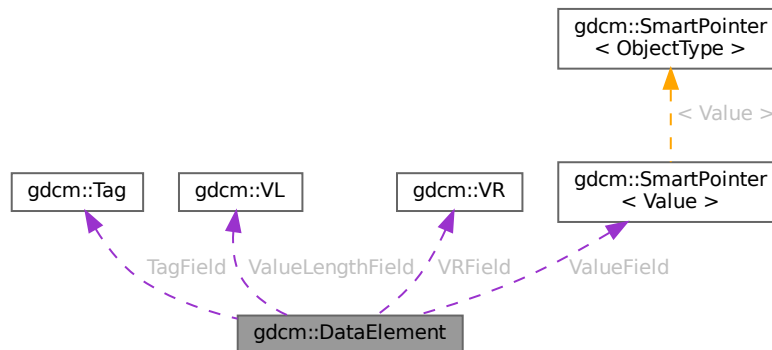 gdcm::SmartPointer
< ObjectType >
< Value >
gdcm::Tag
gdcm::VL
gdcm::VR
gdcm::SmartPointer
< Value >
TagField
ValueLengthField
VRField
ValueField
gdcm::DataElement